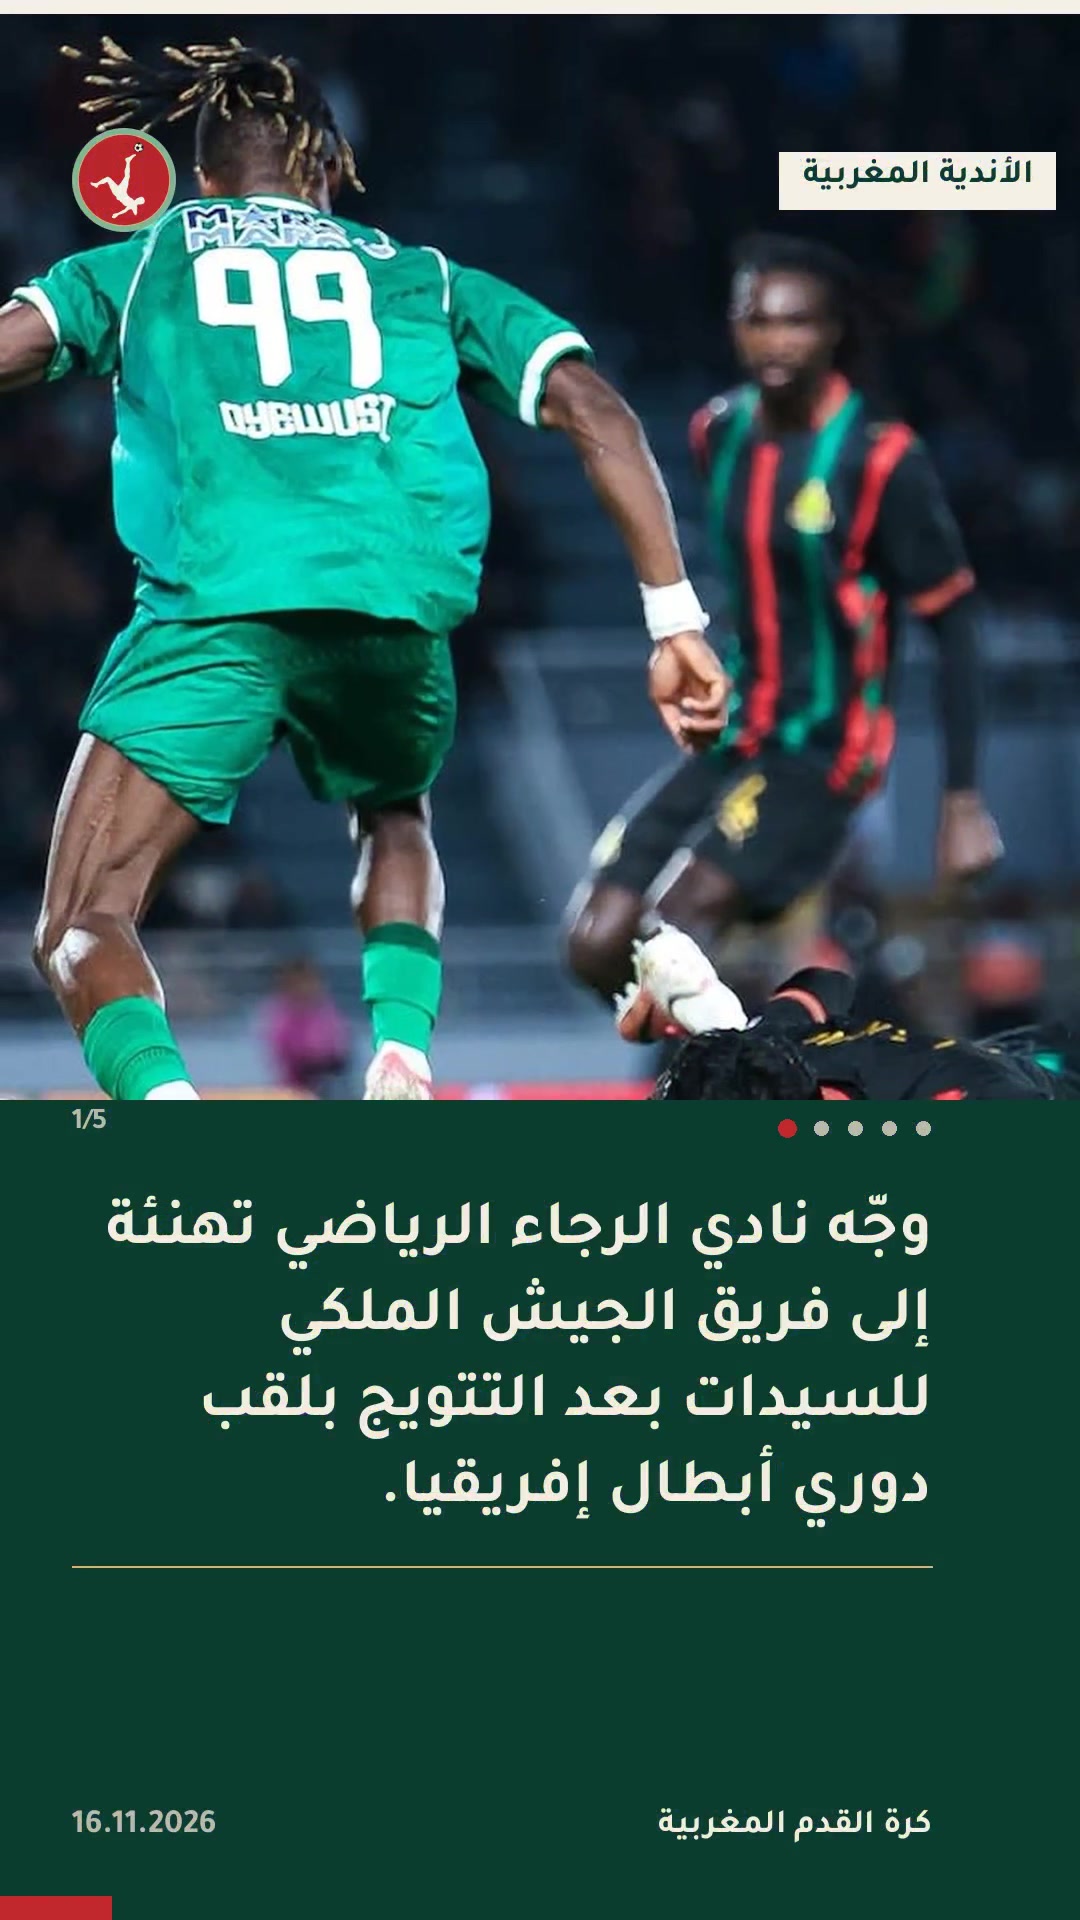 الأندية المغربية
99
OYEWUSI
1/5
وجّه نادي الرجاء الرياضي تهنئة
إلى فريق الجيش الملكي
للسيدات بعد التتويج بلقب
دوري أبطال إفريقيا.
كرة القدم المغربية
16.11.2026